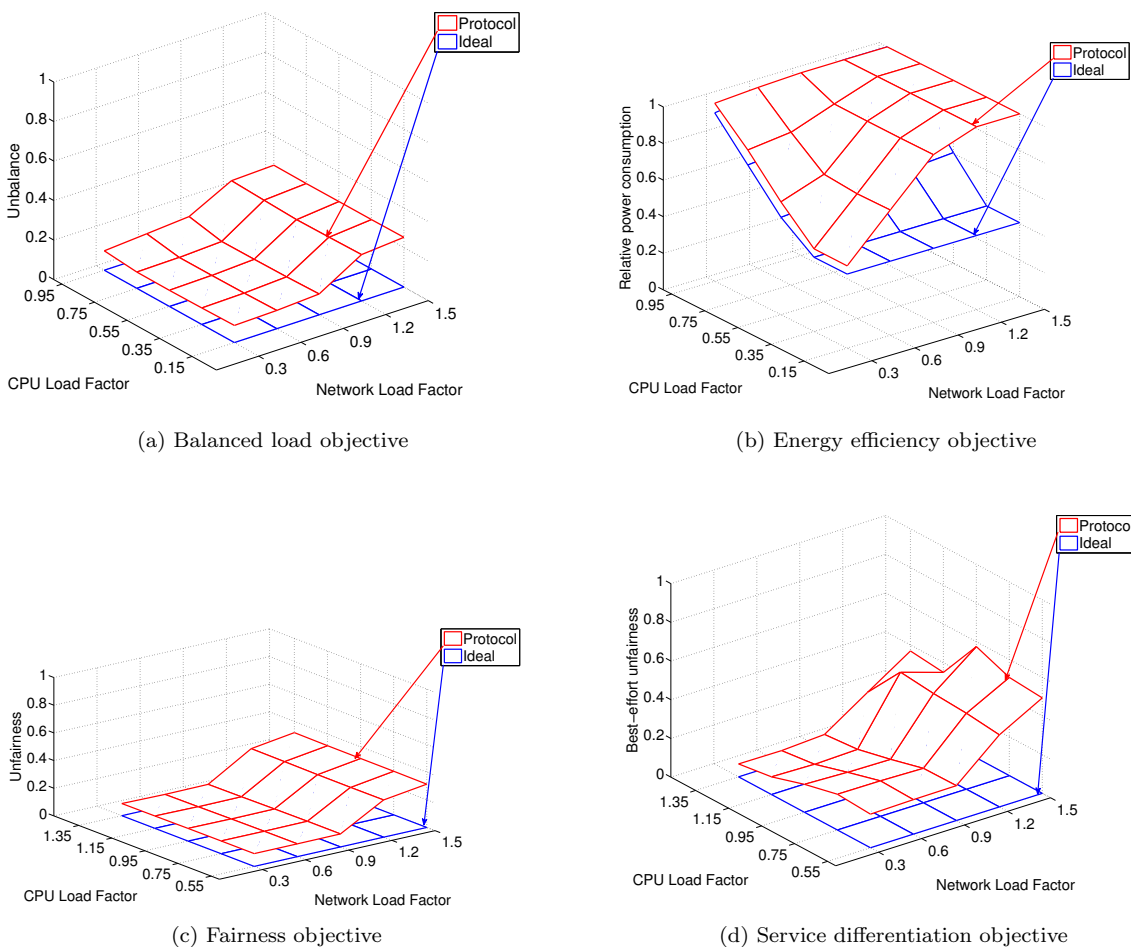 Protocol
Ideal
1
0.8
0.6
0.4
0.2
0
Unbalance
0.95
0.75
0.55
0.35
0.15
CPU Load Factor
0.3
0.6
0.9
1.2
1.5
Network Load Factor
(a) Balanced load objective
Protocol
Ideal
1
0.8
0.6
0.4
0.2
0
Relative power consumption
0.95
0.75
0.55
0.35
0.15
CPU Load Factor
0.3
0.6
0.9
1.2
1.5
Network Load Factor
(b) Energy efficiency objective
Protocol
Ideal
1
0.8
0.6
0.4
0.2
0
Unfairness
1.35
1.15
0.95
0.75
0.55
CPU Load Factor
0.3
0.6
0.9
1.2
1.5
Network Load Factor
(c) Fairness objective
Protocol
Ideal
1
0.8
0.6
0.4
0.2
0
Best−effort unfairness
1.35
1.15
0.95
0.75
0.55
CPU Load Factor
0.3
0.6
0.9
1.2
1.5
Network Load Factor
(d) Service differentiation objective